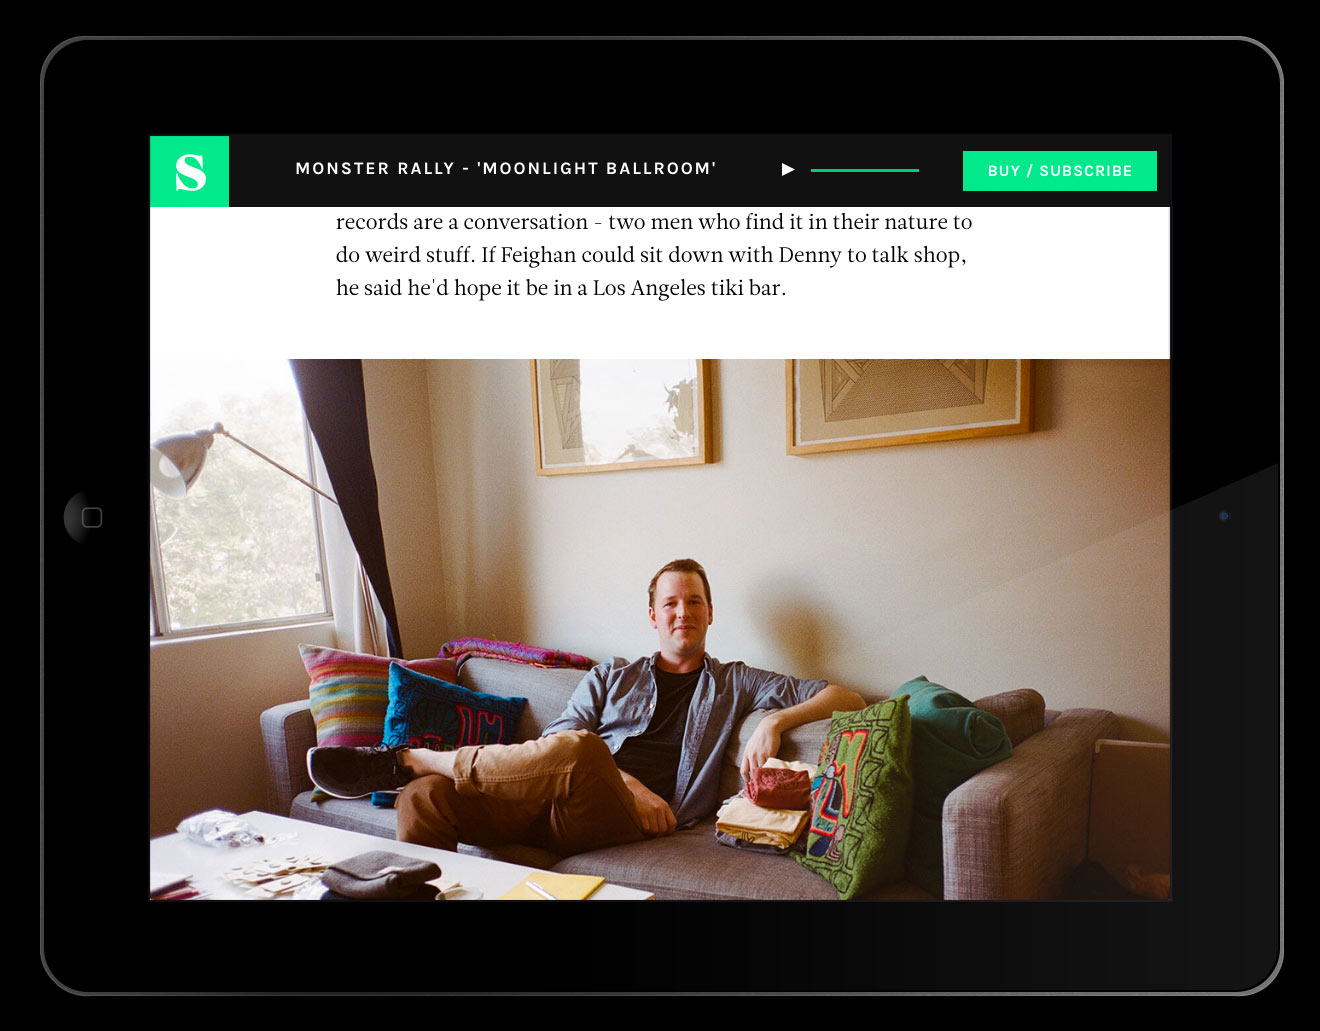 S
MONSTER RALLY - 'MOONLIGHT BALLROOM'
BUY / SUBSCRIBE
records are a conversation - two men who find it in their nature to
do weird stuff. If Feighan could sit down with Denny to talk shop,
he said he'd hope it be in a Los Angeles tiki bar.